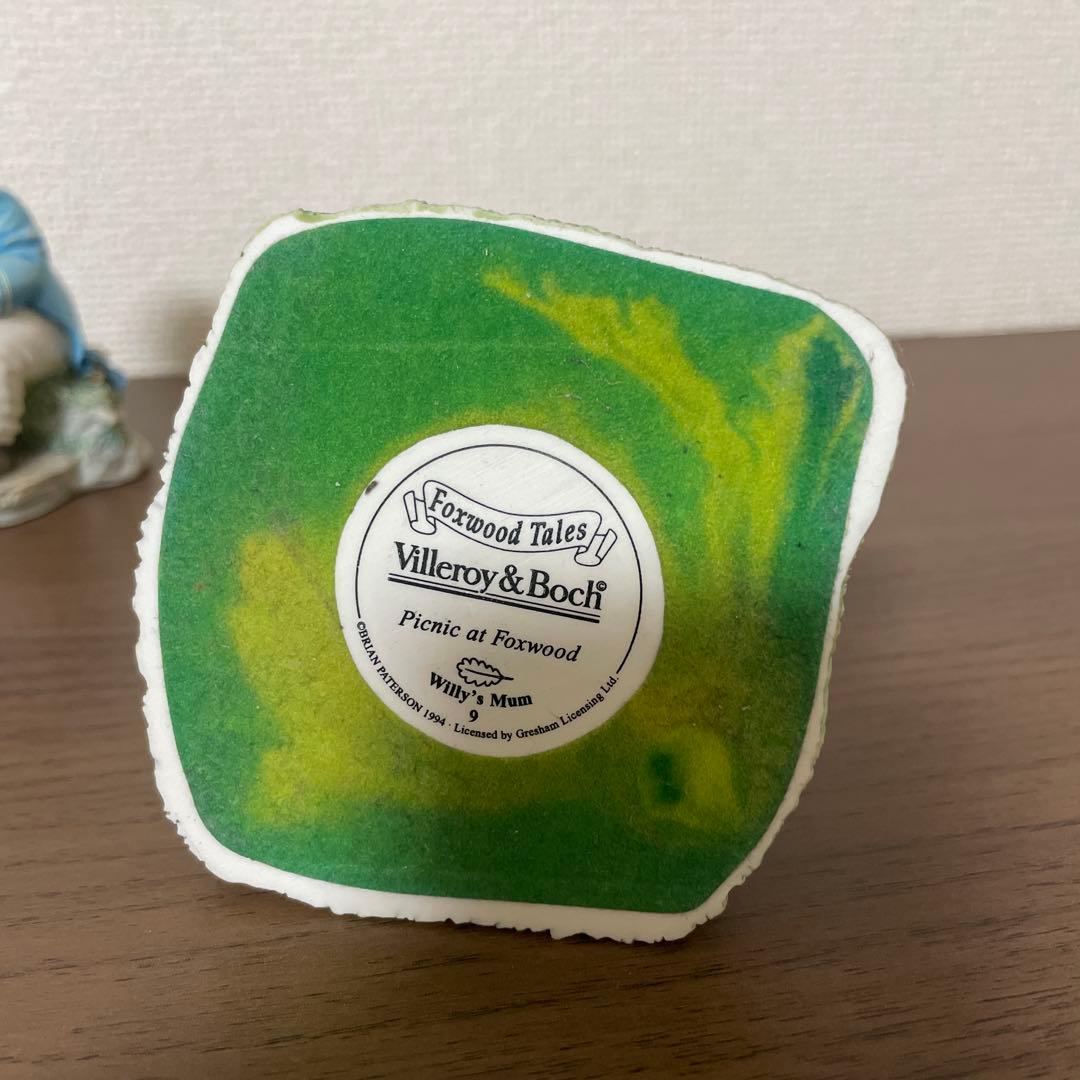 Foxwood Tales
Villeroy & Boch©
Picnic at Foxwood
Willy's Mum
9
©BRIAN PATERSON 1994 · Licensed by Gresham Licensing Ltd.